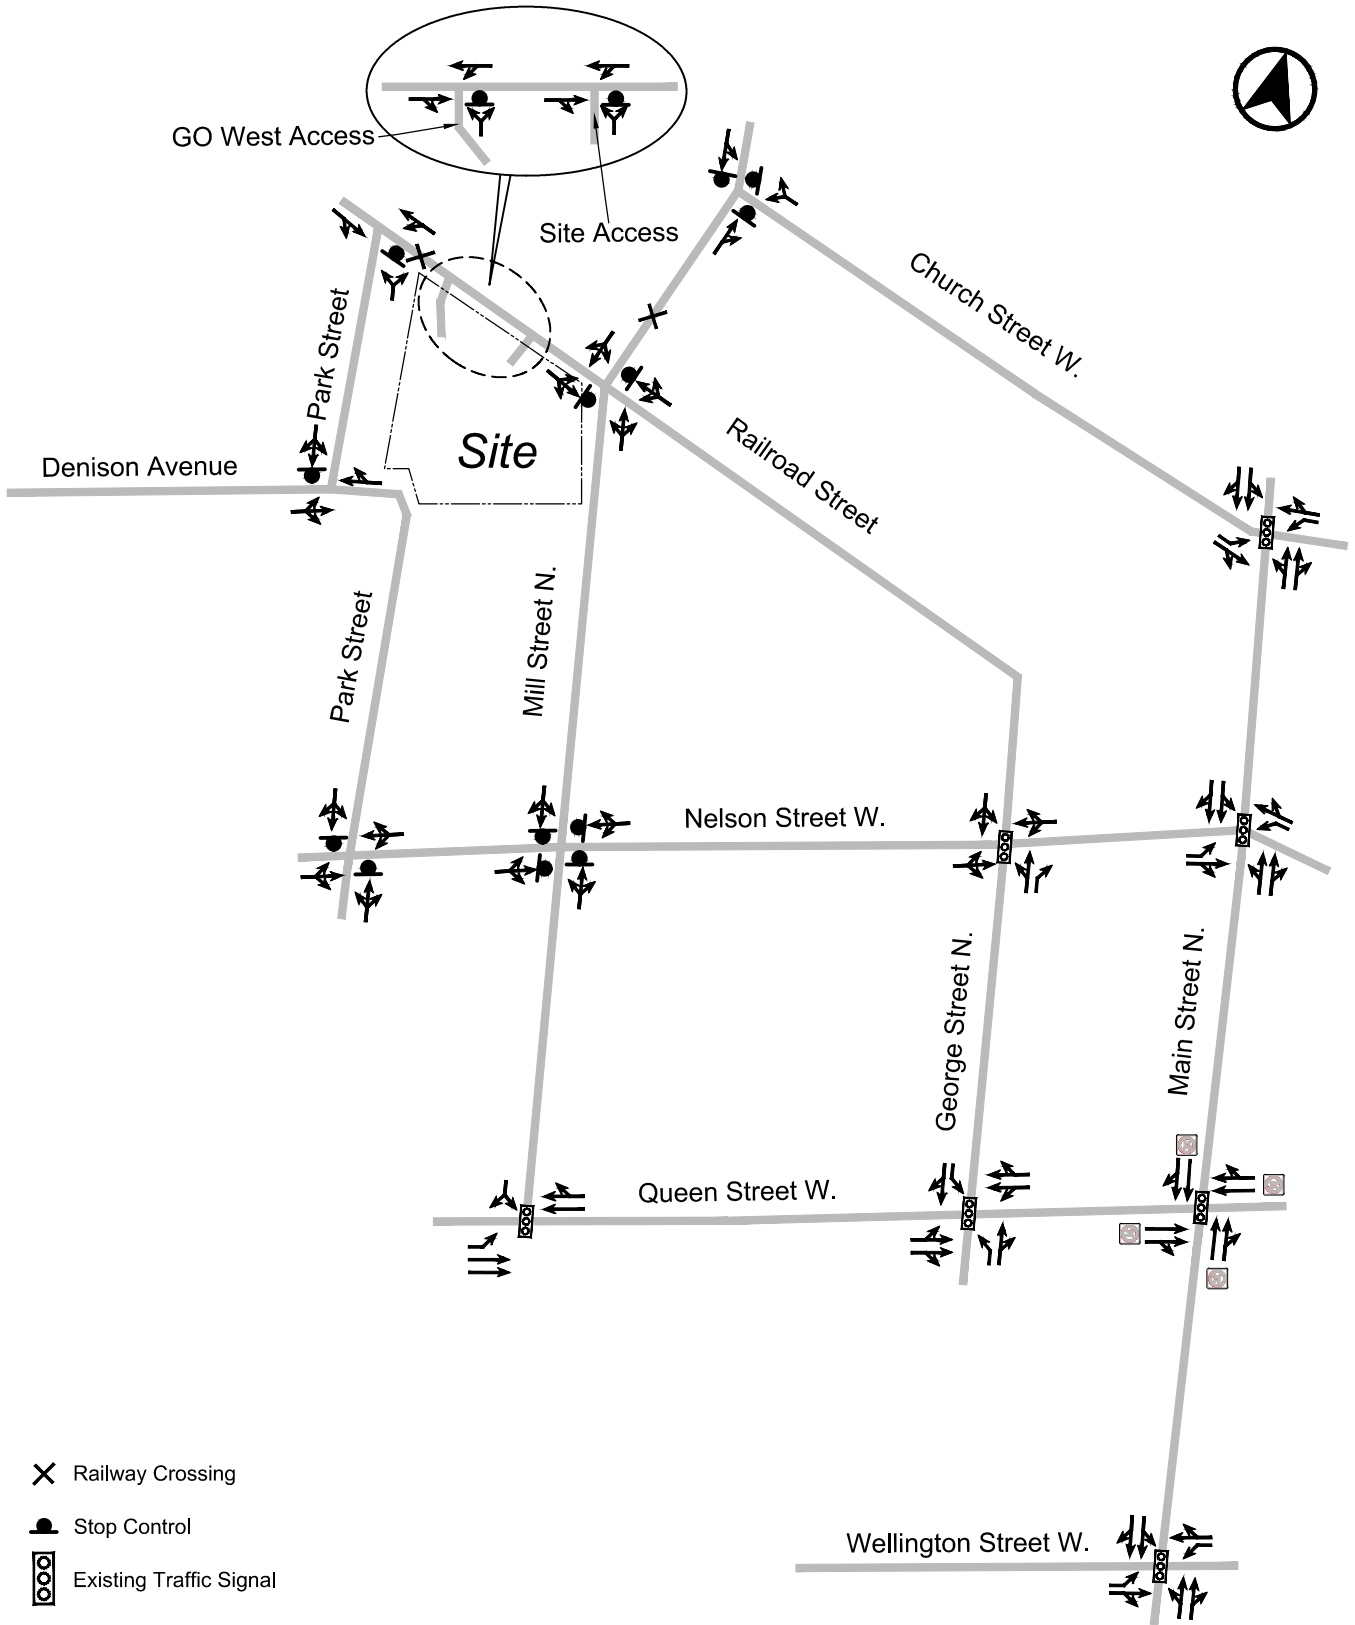 GO West Access
Site Access
Church Street W.
Park Street
Railroad Street
Site
Denison Avenue
Mill Street N.
Park Street
Nelson Street W.
George Street N.
Main Street N.
Queen Street W.
Railway Crossing
Stop Control
Wellington Street W.
Existing Traffic Signal